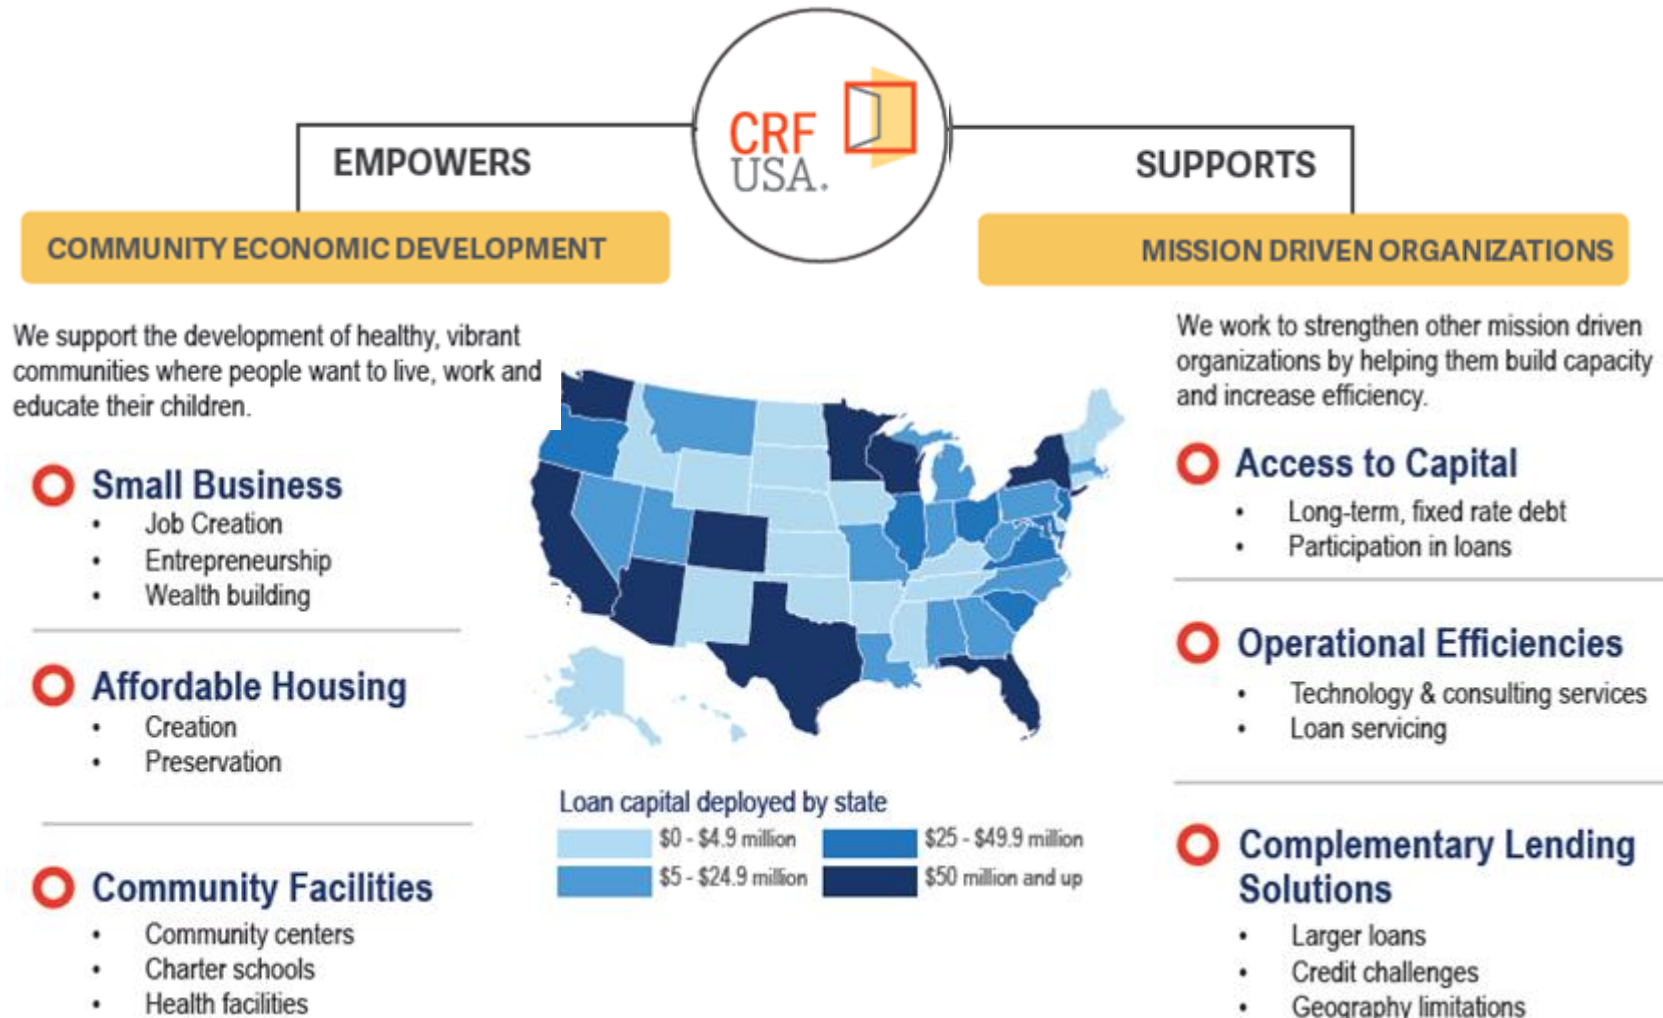 CRF
USA.
EMPOWERS
SUPPORTS
COMMUNITY ECONOMIC DEVELOPMENT
MISSION DRIVEN ORGANIZATIONS
We support the development of healthy, vibrant
communities where people want to live, work and
educate their children.
Small Business
• Job Creation
• Entrepreneurship
• Wealth building
Affordable Housing
• Creation
• Preservation
Community Facilities
• Community centers
• Charter schools
• Health facilities
Loan capital deployed by state
$0 - $4.9 million
$25 - $49.9 million
$5 - $24.9 million
$50 million and up
We work to strengthen other mission driven
organizations by helping them build capacity
and increase efficiency.
Access to Capital
• Long-term, fixed rate debt
• Participation in loans
Operational Efficiencies
• Technology & consulting services
• Loan servicing
Complementary Lending
Solutions
• Larger loans
• Credit challenges
• Geography limitations